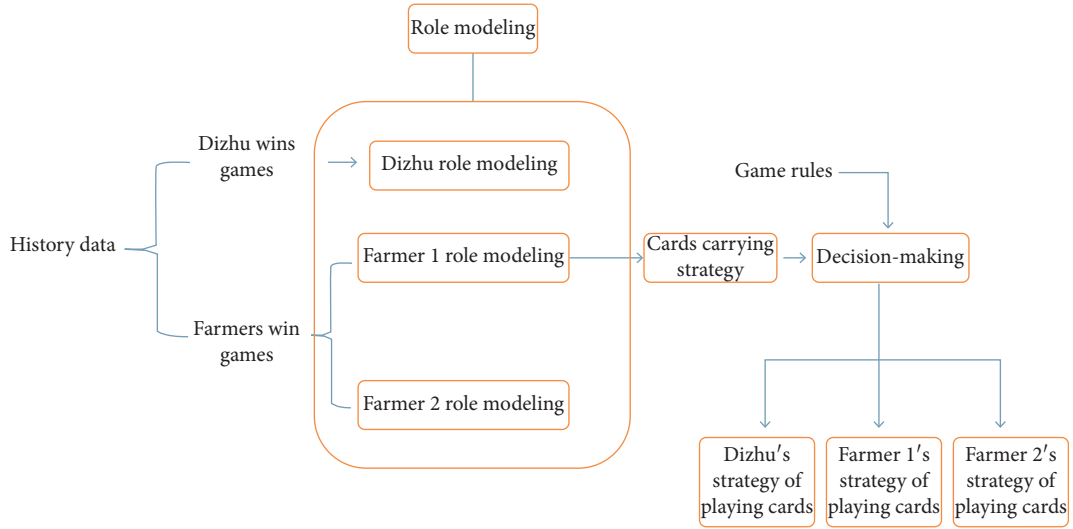 Role modeling
Dizhu wins
games
Dizhu role modeling
Game rules
History data
Farmer 1 role modeling
Cards carrying
strategy
Decision-making
Farmers win
games
Farmer 2 role modeling
Dizhu′s
strategy of
playing cards
Farmer 1′s
strategy of
playing cards
Farmer 2′s
strategy of
playing cards